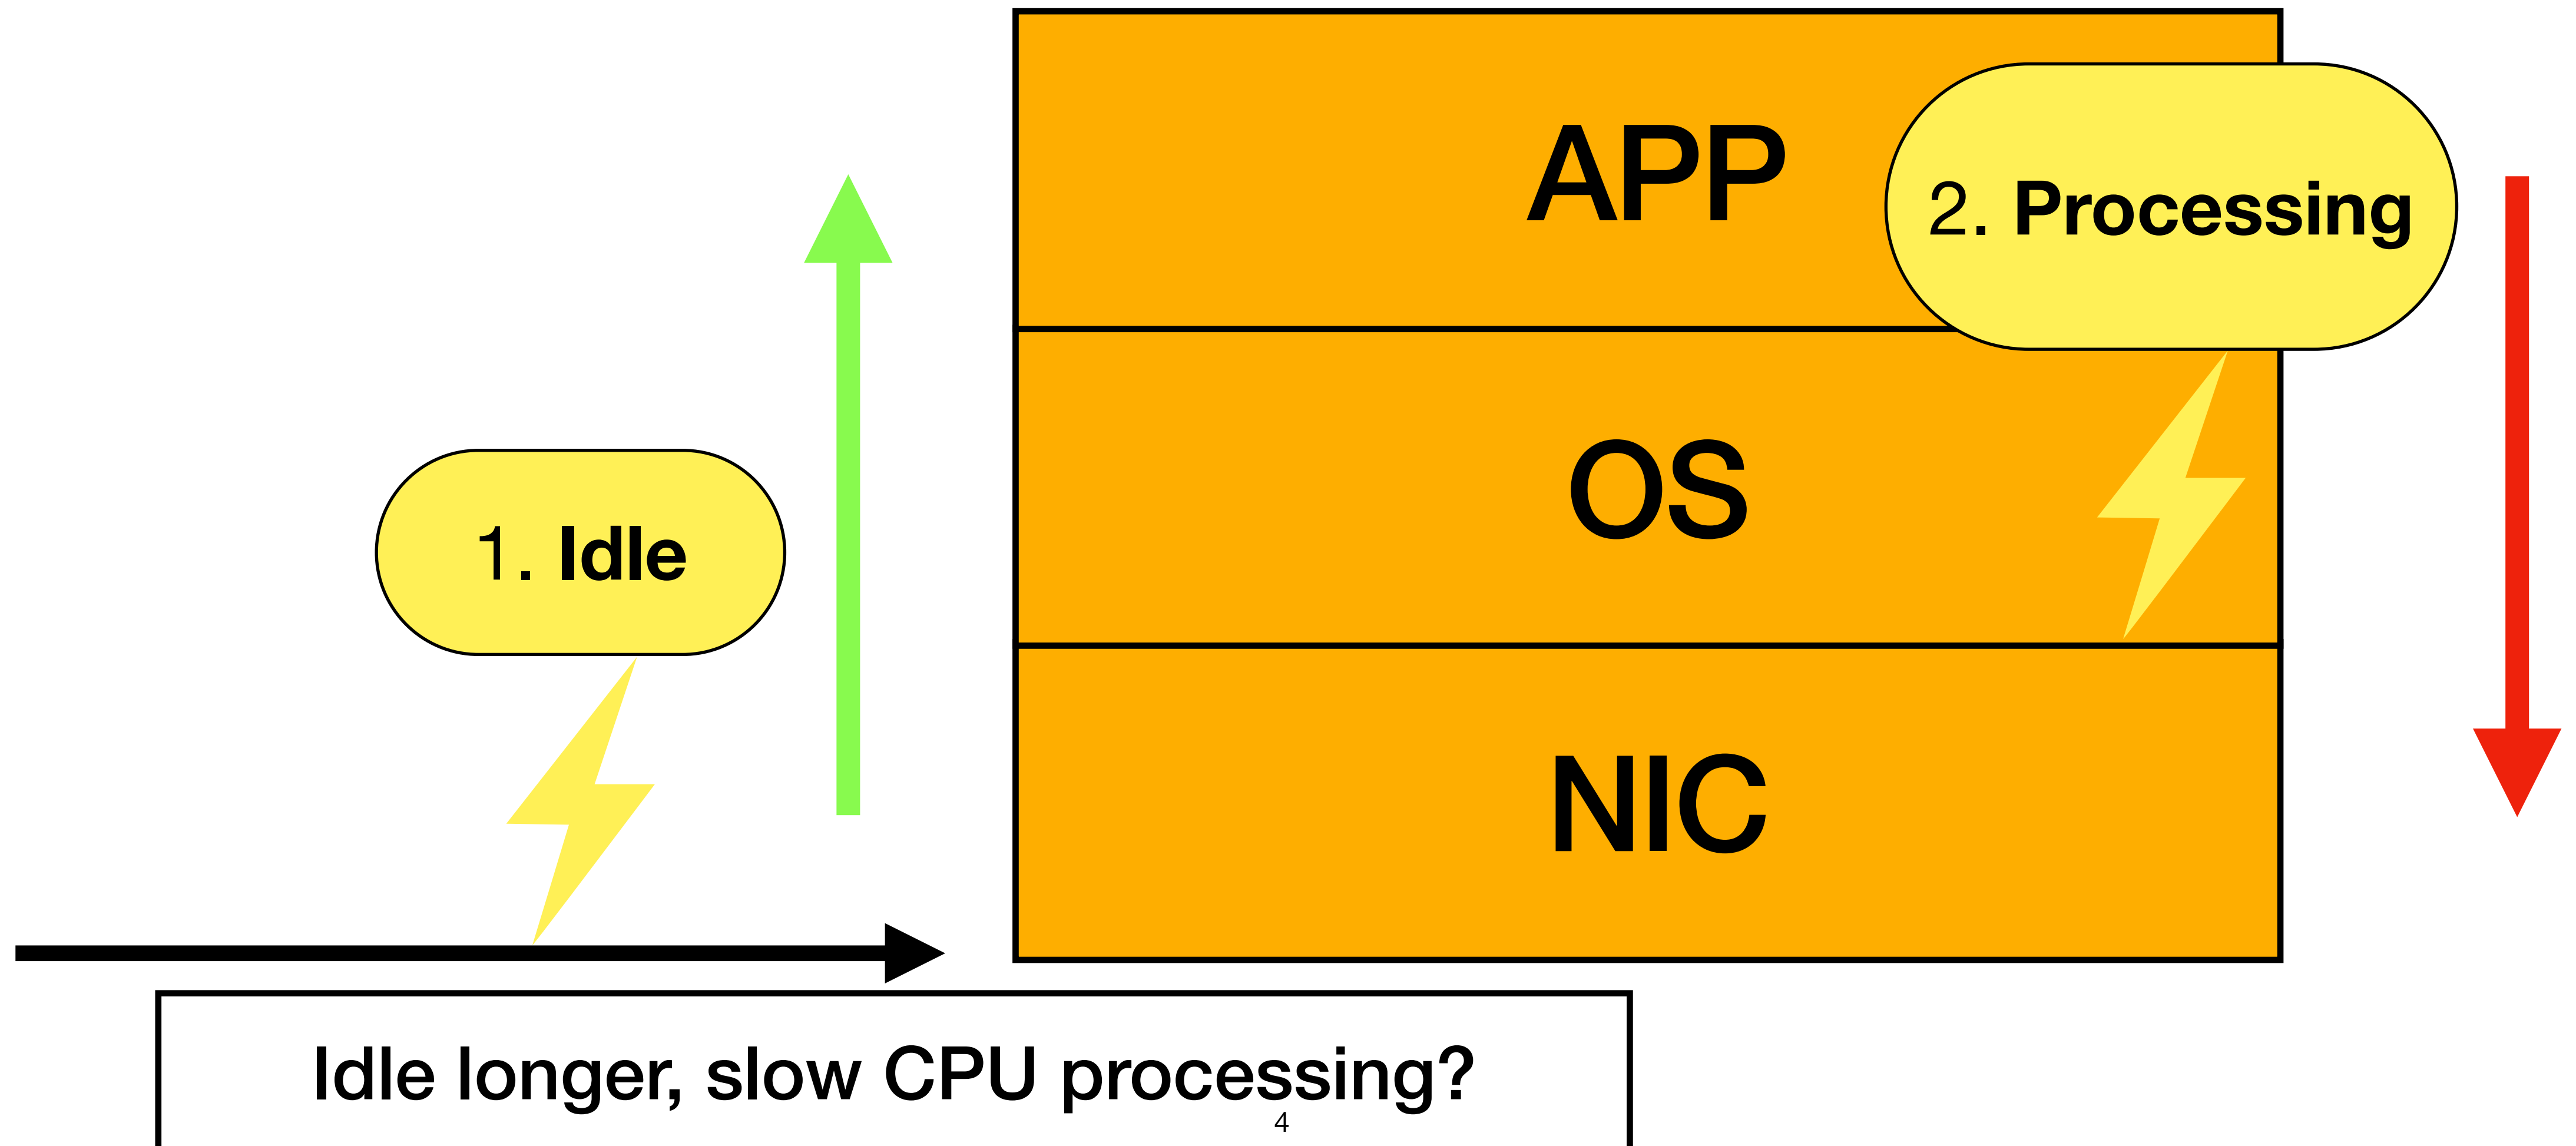 APP
2. Processing
OS
1. Idle
NIC
Idle longer, slow CPU processing?
4